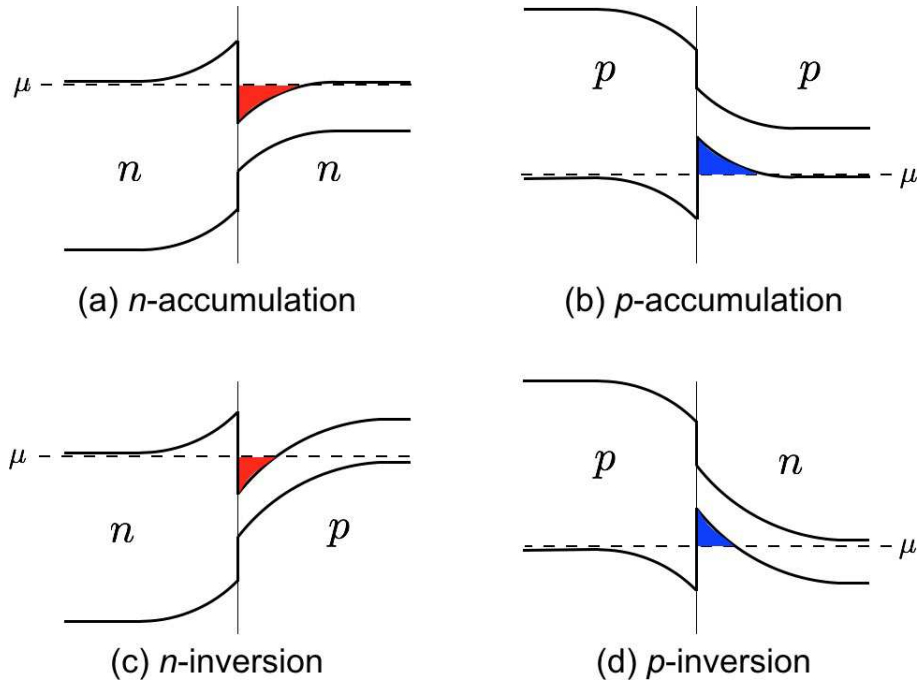 p p
μ
n n
μ
(a) n-accumulation (b) p-accumulation
p n
μ
n p
μ
(c) n-inversion (d) p-inversion